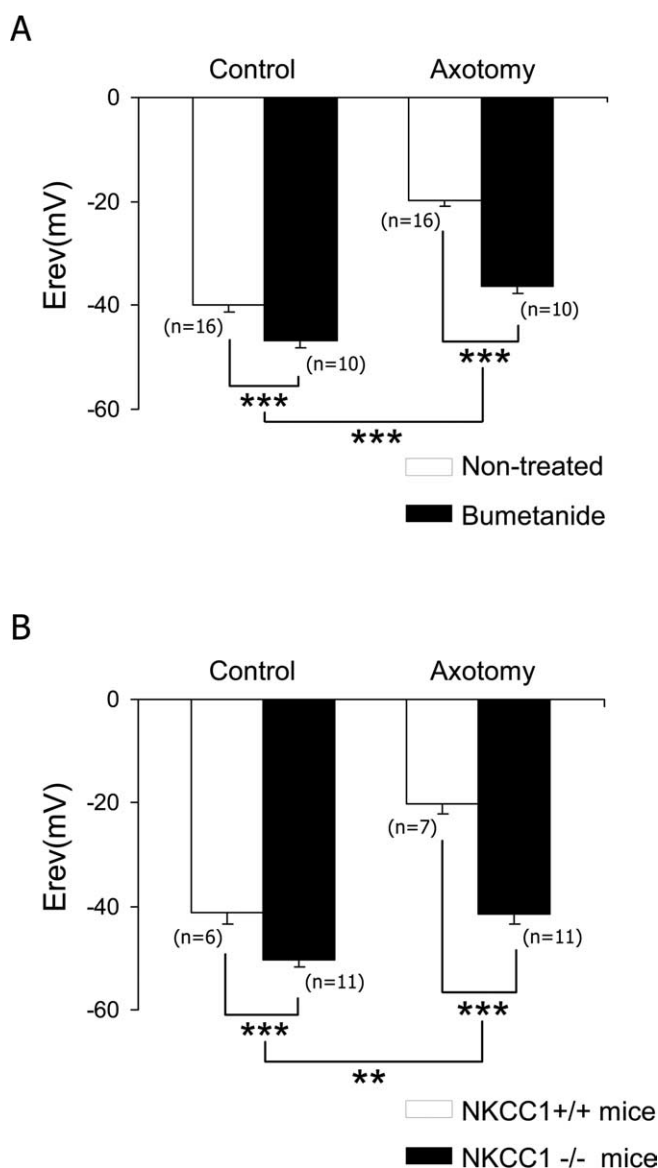 A
Control Axotomy
0
-20
-40
-60
Erev(mV)
(n=16)
(n=10)
(n=16)
(n=10)
***
***
***
Non-treated
Bumetanide
B
Control Axotomy
0
-20
-40
-60
Erev(mV)
(n=6)
(n=11)
(n=7)
(n=11)
***
***
**
NKCC1+/+ mice
NKCC1 -/- mice